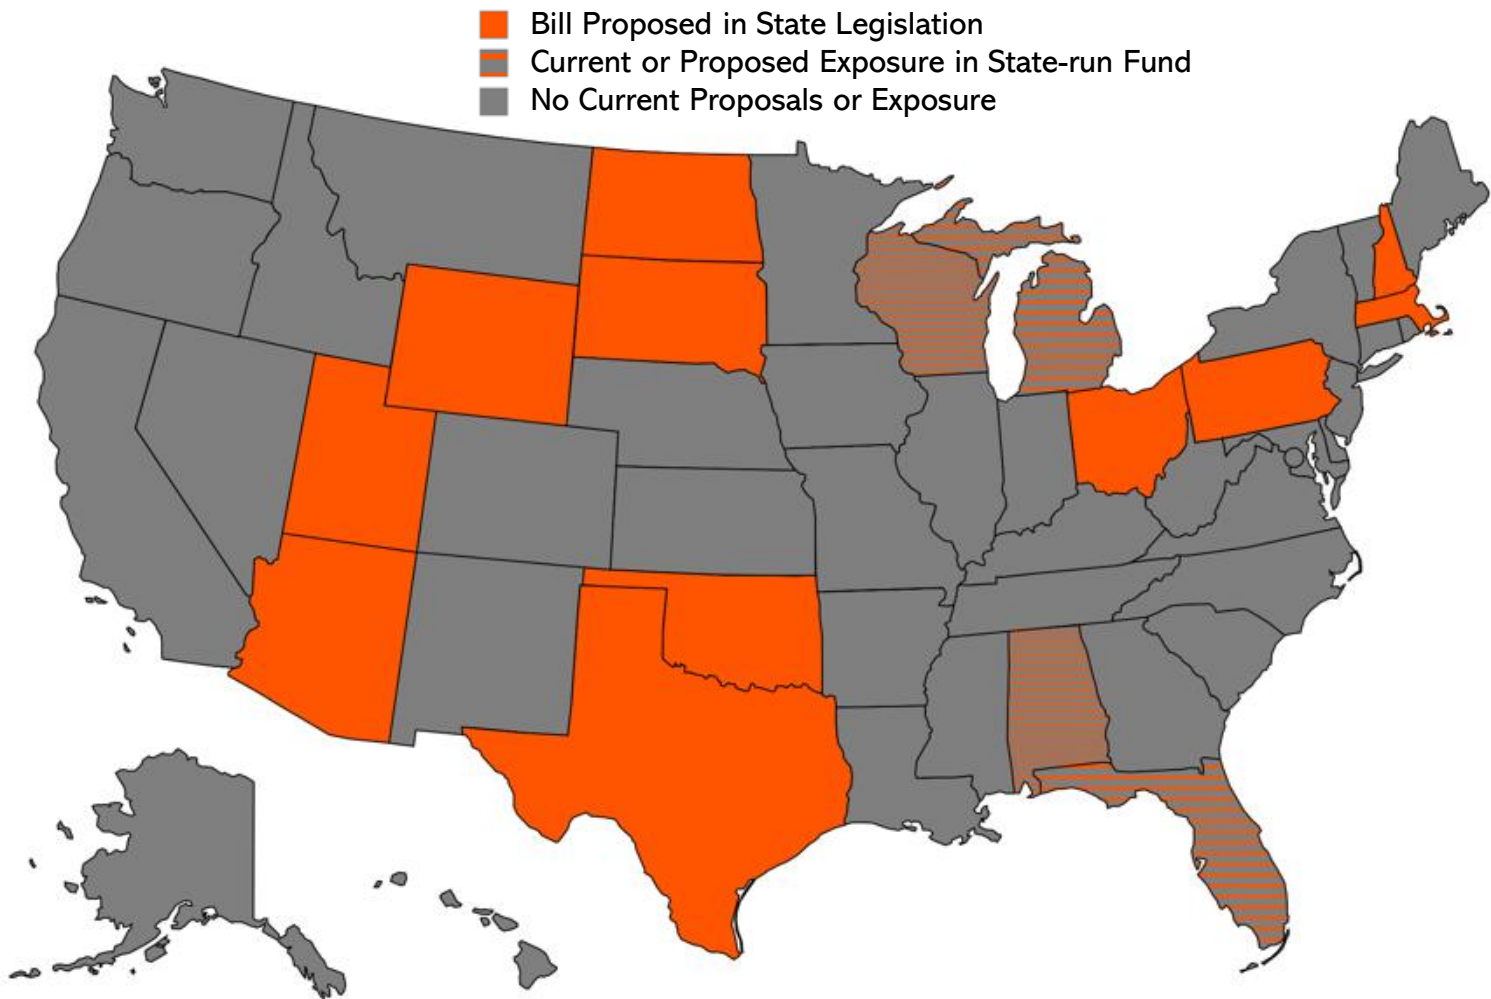 Bill Proposed in State Legislation
Current or Proposed Exposure in State-run Fund
No Current Proposals or Exposure